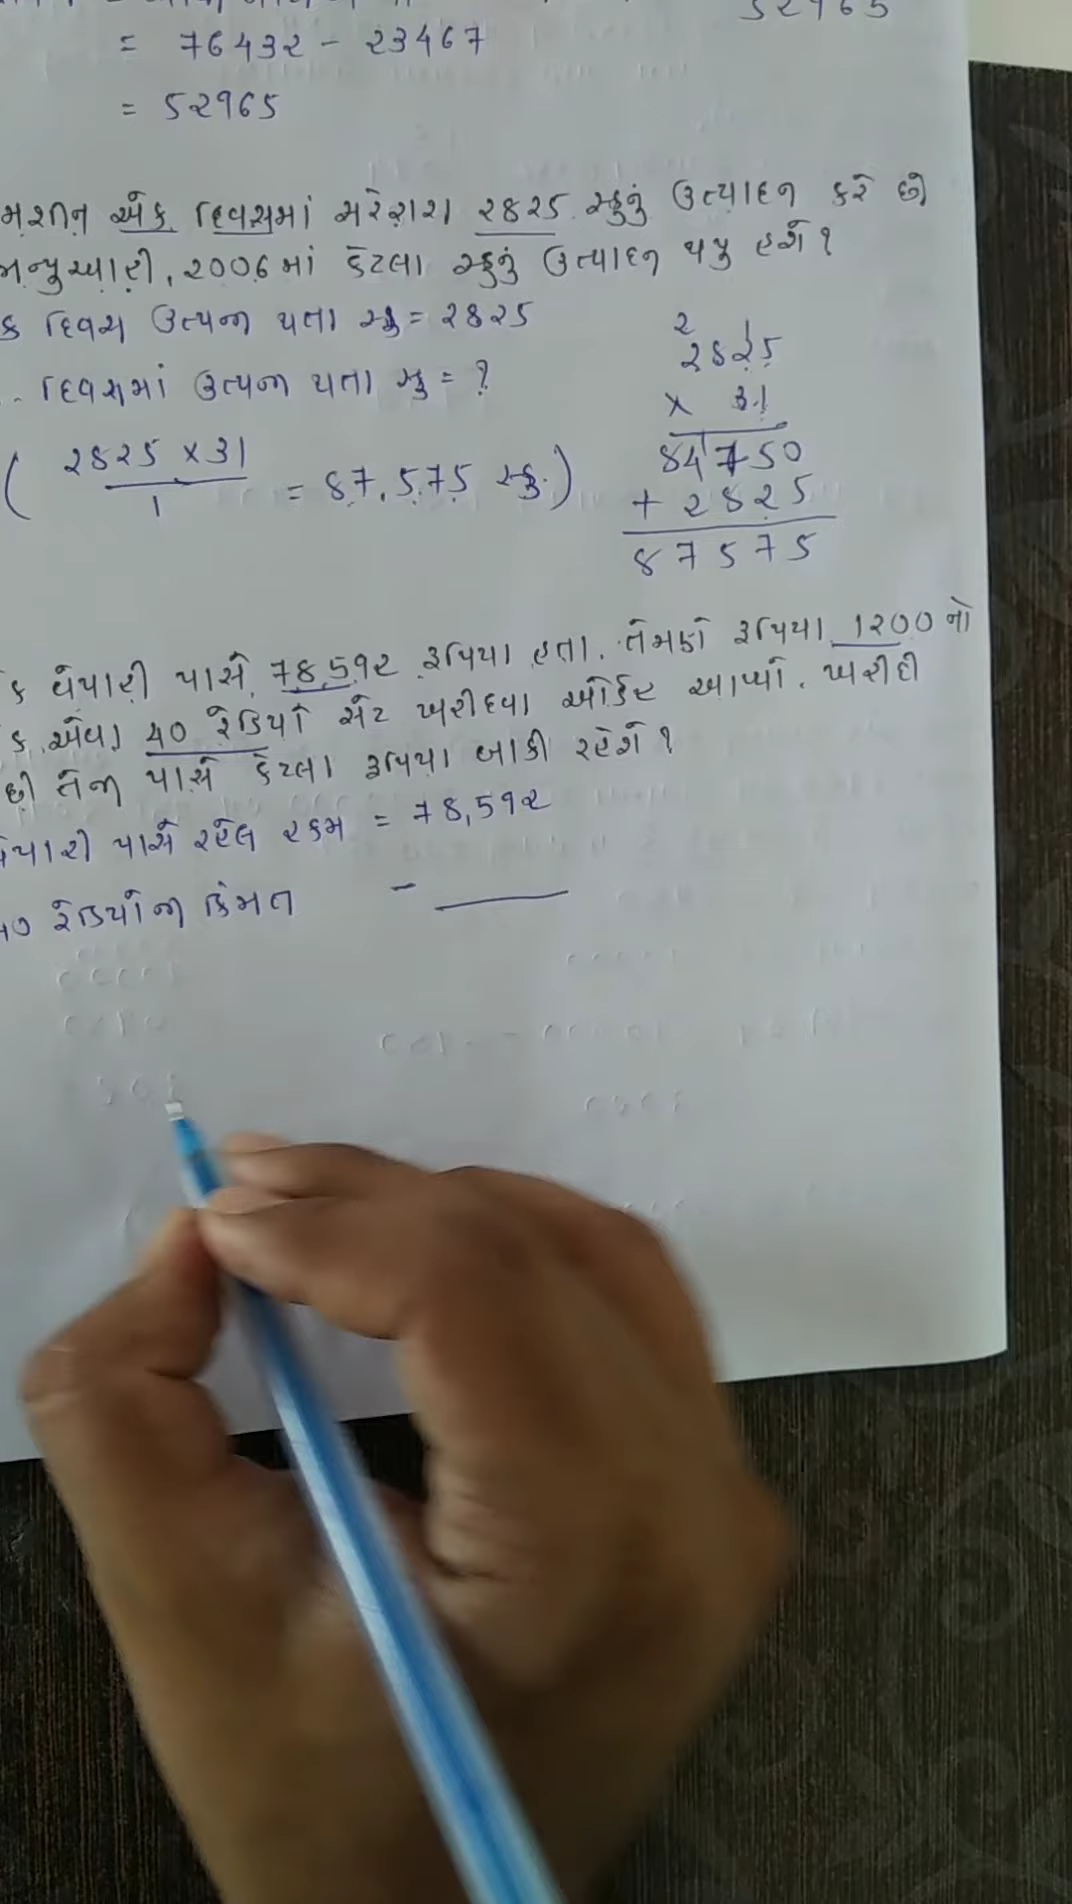 52965
= 76432 - 23467
= 52965
મશીન એક દિવસમાં સરેરાશ 2825 સ્ક્રુનું ઉત્પાદન કરે છે
જાન્યુઆરી, 2006 માં કેટલા સ્ક્રુનું ઉત્પાદન થયુ હશે ?
ક દિવસ ઉત્પન્ન થતા સ્ક્રુ = 2825
દિવસમાં ઉત્પન્ન થતા સ્ક્રુ = ?
( 2825 × 31
1
= 87,575 સ્ક્રુ. )
2
2825
× 31
84750
+ 2825
87575
ક વેપારી પાસે 78,592 રૂપિયા હતા. તેમણે રૂપિયા 1200 નો
ક એવા 40 રેડિયો સેટ ખરીદવા ઓર્ડર આપ્યો. ખરીદી
છી તેના પાસે કેટલા રૂપિયા બાકી રહેશે ?
વેપારી પાસે રહેલ રકમ = 78,592
40 રેડિયોની કિંમત - ____